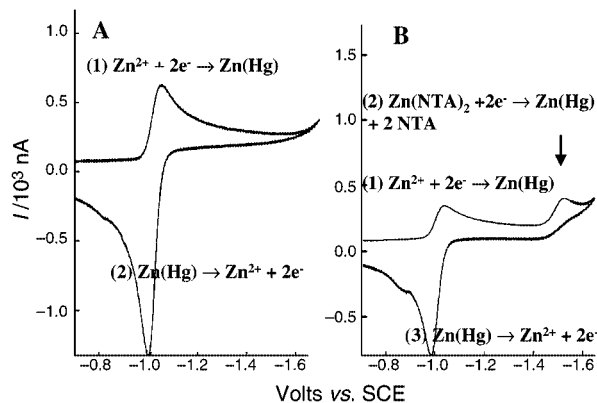 A
(1) Zn²⁺ + 2e⁻ → Zn(Hg)
(2) Zn(Hg) → Zn²⁺ + 2e⁻
1.0
0.5
0.0
−0.5
−1.0
−0.8 −1.0 −1.2 −1.4 −1.6
I /10³ nA
B
(2) Zn(NTA)₂ +2e⁻ → Zn(Hg)
+ 2 NTA
(1) Zn²⁺ + 2e⁻ → Zn(Hg)
(3) Zn(Hg) → Zn²⁺ + 2e⁻
1.5
1.0
0.5
0.0
−0.5
−0.8 −1.0 −1.2 −1.4 −1.6
Volts vs. SCE